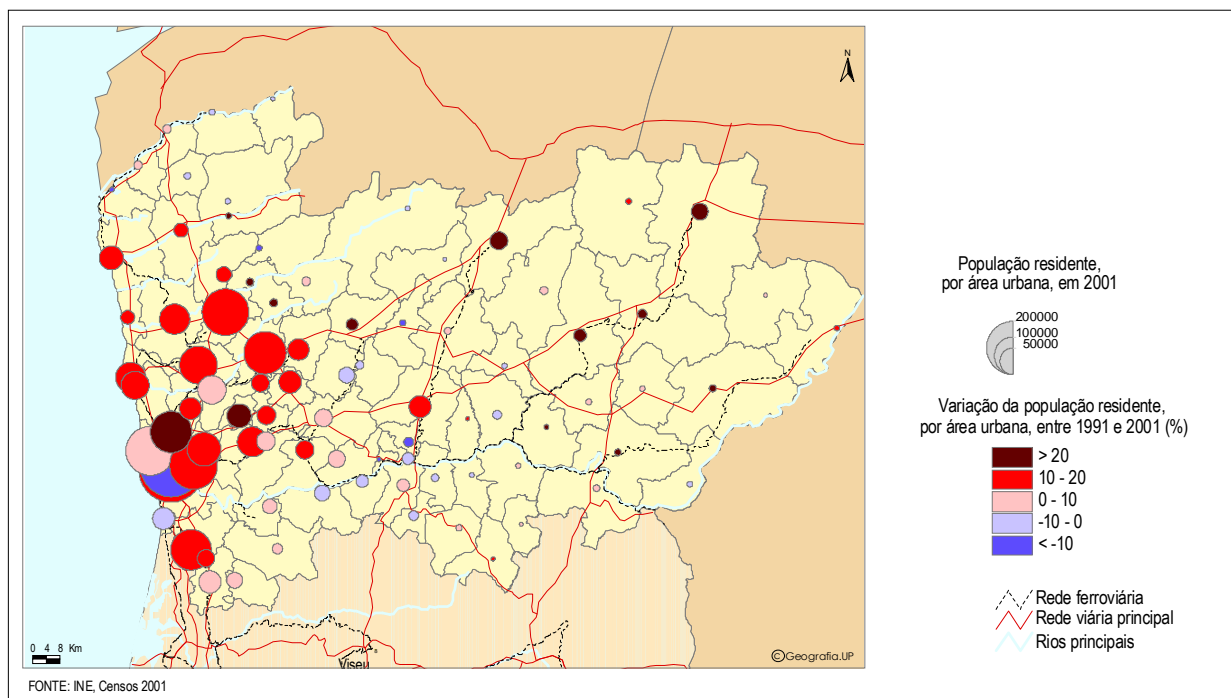 N
População residente,
por área urbana, em 2001
200000
100000
50000
Variação da população residente,
por área urbana, entre 1991 e 2001 (%)
> 20
10 - 20
0 - 10
-10 - 0
< -10
Rede ferroviária
Rede viária principal
Rios principais
0 4 8 Km
Viseu
©Geografia.UP
FONTE: INE, Censos 2001